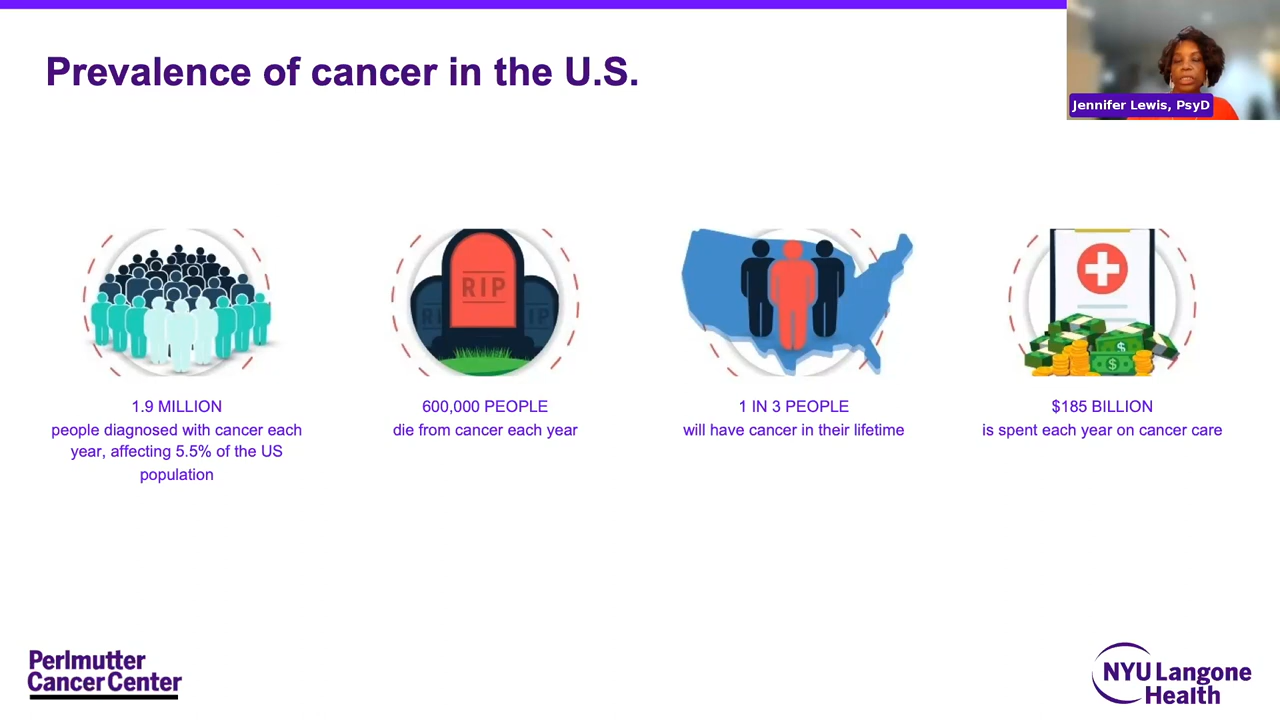 Prevalence of cancer in the U.S.
Jennifer Lewis, PsyD
RIP
RI
IP
$
$
1.9 MILLION
people diagnosed with cancer each
year, affecting 5.5% of the US
population
600,000 PEOPLE
die from cancer each year
1 IN 3 PEOPLE
will have cancer in their lifetime
$185 BILLION
is spent each year on cancer care
Perlmutter
Cancer Center
NYU Langone
Health